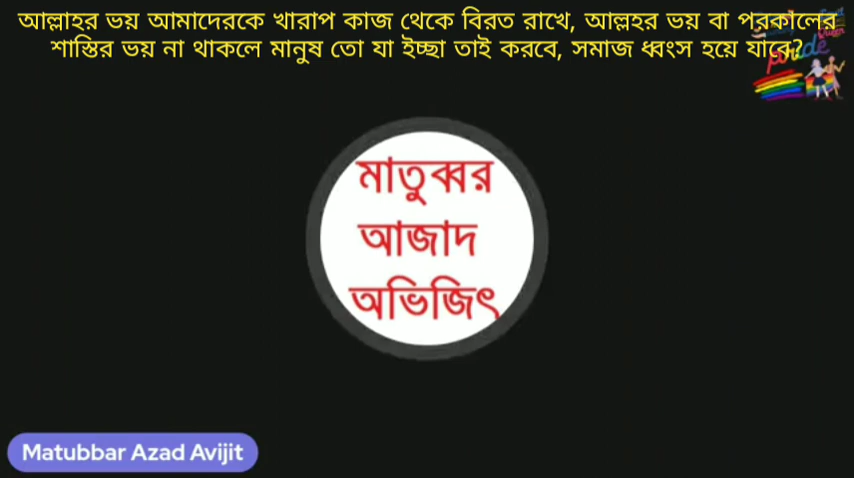 আল্লাহর ভয় আমাদেরকে খারাপ কাজ থেকে বিরত রাখে, আল্লহর ভয় বা পরকালের
শাস্তির ভয় না থাকলে মানুষ তো যা ইচ্ছা তাই করবে, সমাজ ধ্বংস হয়ে যাবে?
pride
মাতুব্বর
আজাদ
অভিজিৎ
Matubbar Azad Avijit